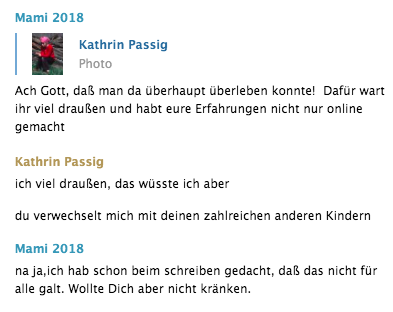 Mami 2018
Kathrin Passig
Photo
Ach Gott, daß man da überhaupt überleben konnte!  Dafür wart
ihr viel draußen und habt eure Erfahrungen nicht nur online
gemacht
Kathrin Passig
ich viel draußen, das wüsste ich aber
du verwechselst mich mit deinen zahlreichen anderen Kindern
Mami 2018
na ja,ich hab schon beim schreiben gedacht, daß das nicht für
alle galt. Wollte Dich aber nicht kränken.